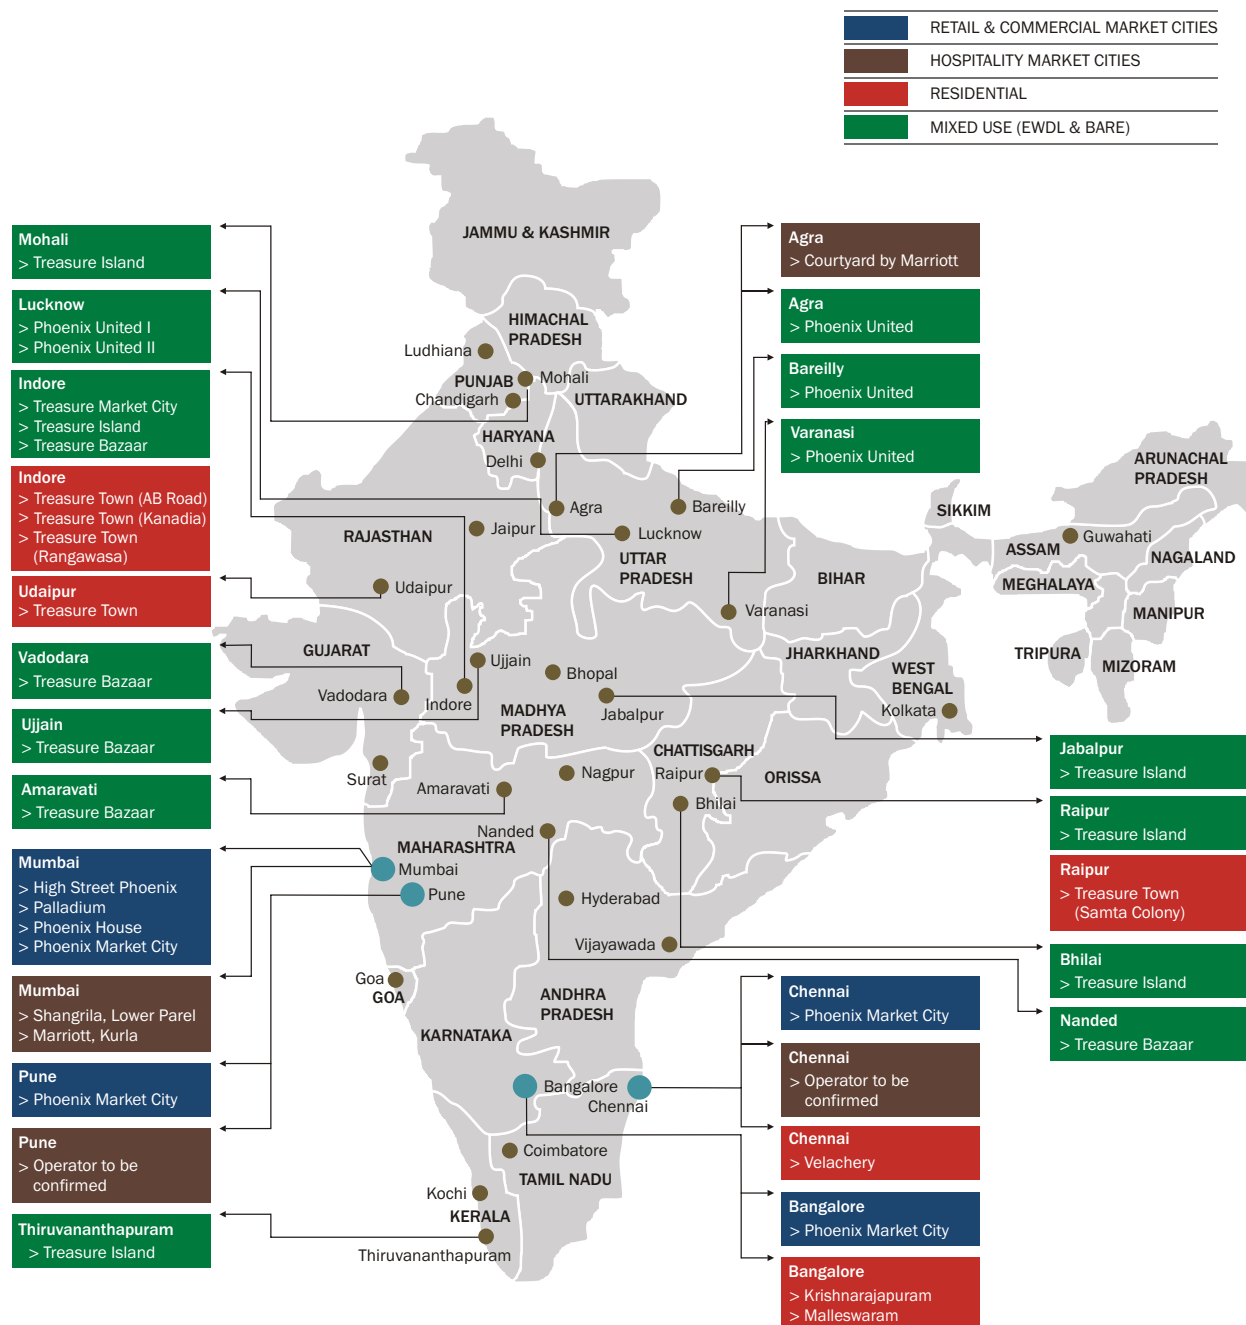 RETAIL & COMMERCIAL MARKET CITIES
HOSPITALITY MARKET CITIES
RESIDENTIAL
MIXED USE (EWDL & BARE)
Mohali
> Treasure Island
Lucknow
> Phoenix United I
> Phoenix United II
Indore
> Treasure Market City
> Treasure Island
> Treasure Bazaar
Indore
> Treasure Town (AB Road)
> Treasure Town (Kanadia)
> Treasure Town
(Rangawasa)
Udaipur
> Treasure Town
Vadodara
> Treasure Bazaar
Ujjain
> Treasure Bazaar
Amaravati
> Treasure Bazaar
Mumbai
> High Street Phoenix
> Palladium
> Phoenix House
> Phoenix Market City
Mumbai
> Shangrila, Lower Parel
> Marriott, Kurla
Pune
> Phoenix Market City
Pune
> Operator to be
confirmed
Thiruvananthapuram
> Treasure Island
JAMMU & KASHMIR
HIMACHAL
PRADESH
Ludhiana
PUNJAB
Mohali
Chandigarh
UTTARAKHAND
HARYANA
Delhi
Agra
Bareilly
RAJASTHAN
Jaipur
Lucknow
UTTAR
PRADESH
Udaipur
BIHAR
Varanasi
SIKKIM
ARUNACHAL
PRADESH
ASSAM
Guwahati
NAGALAND
MEGHALAYA
MANIPUR
TRIPURA
MIZORAM
GUJARAT
Ujjain
Bhopal
JHARKHAND
WEST
BENGAL
Vadodara
Indore
MADHYA
PRADESH
Jabalpur
Kolkata
Surat
CHATTISGARH
Amaravati
Nagpur
Raipur
ORISSA
Bhilai
Nanded
MAHARASHTRA
Mumbai
Pune
Hyderabad
Vijayawada
Goa
GOA
ANDHRA
PRADESH
KARNATAKA
Bangalore
Chennai
Coimbatore
TAMIL NADU
Kochi
KERALA
Thiruvananthapuram
Agra
> Courtyard by Marriott
Agra
> Phoenix United
Bareilly
> Phoenix United
Varanasi
> Phoenix United
Jabalpur
> Treasure Island
Raipur
> Treasure Island
Raipur
> Treasure Town
(Samta Colony)
Bhilai
> Treasure Island
Nanded
> Treasure Bazaar
Chennai
> Phoenix Market City
Chennai
> Operator to be
confirmed
Chennai
> Velachery
Bangalore
> Phoenix Market City
Bangalore
> Krishnarajapuram
> Malleswaram